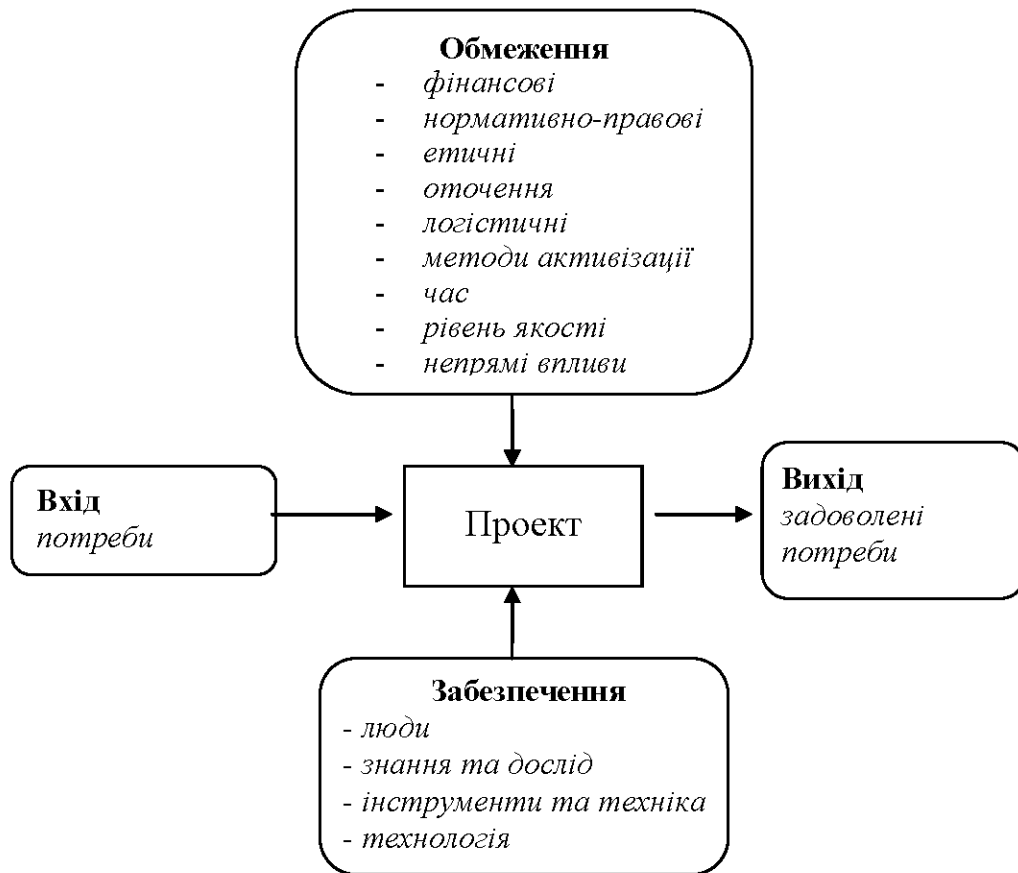 Обмеження
- фінансові
- нормативно-правові
- етичні
- оточення
- логістичні
- методи активізації
- час
- рівень якості
- непрямі впливи
Вхід
потреби
Проект
Вихід
задоволені
потреби
Забезпечення
- люди
- знання та дослід
- інструменти та техніка
- технологія